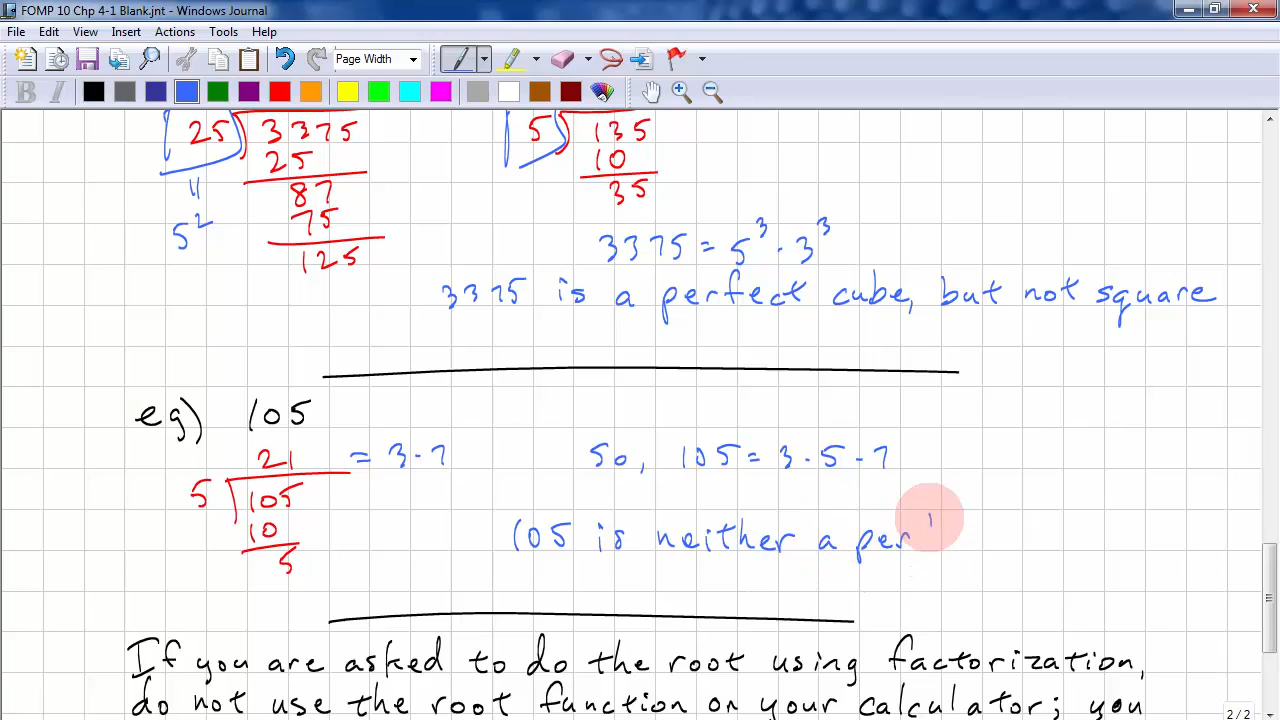 FOMP 10 Chp 4-1 Blank.jnt - Windows Journal
File Edit View Insert Actions Tools Help
Page Width
B I
25 3375 5 135
25 10
87 35
75
125
5²
3375 = 5³ · 3³
3375 is a perfect cube, but not square
eg) 105
21 = 3 · 7 So, 105 = 3 · 5 · 7
5 105
10
5
105 is neither a per
If you are asked to do the root using factorization,
do not use the root function on your calculator; you
2/2